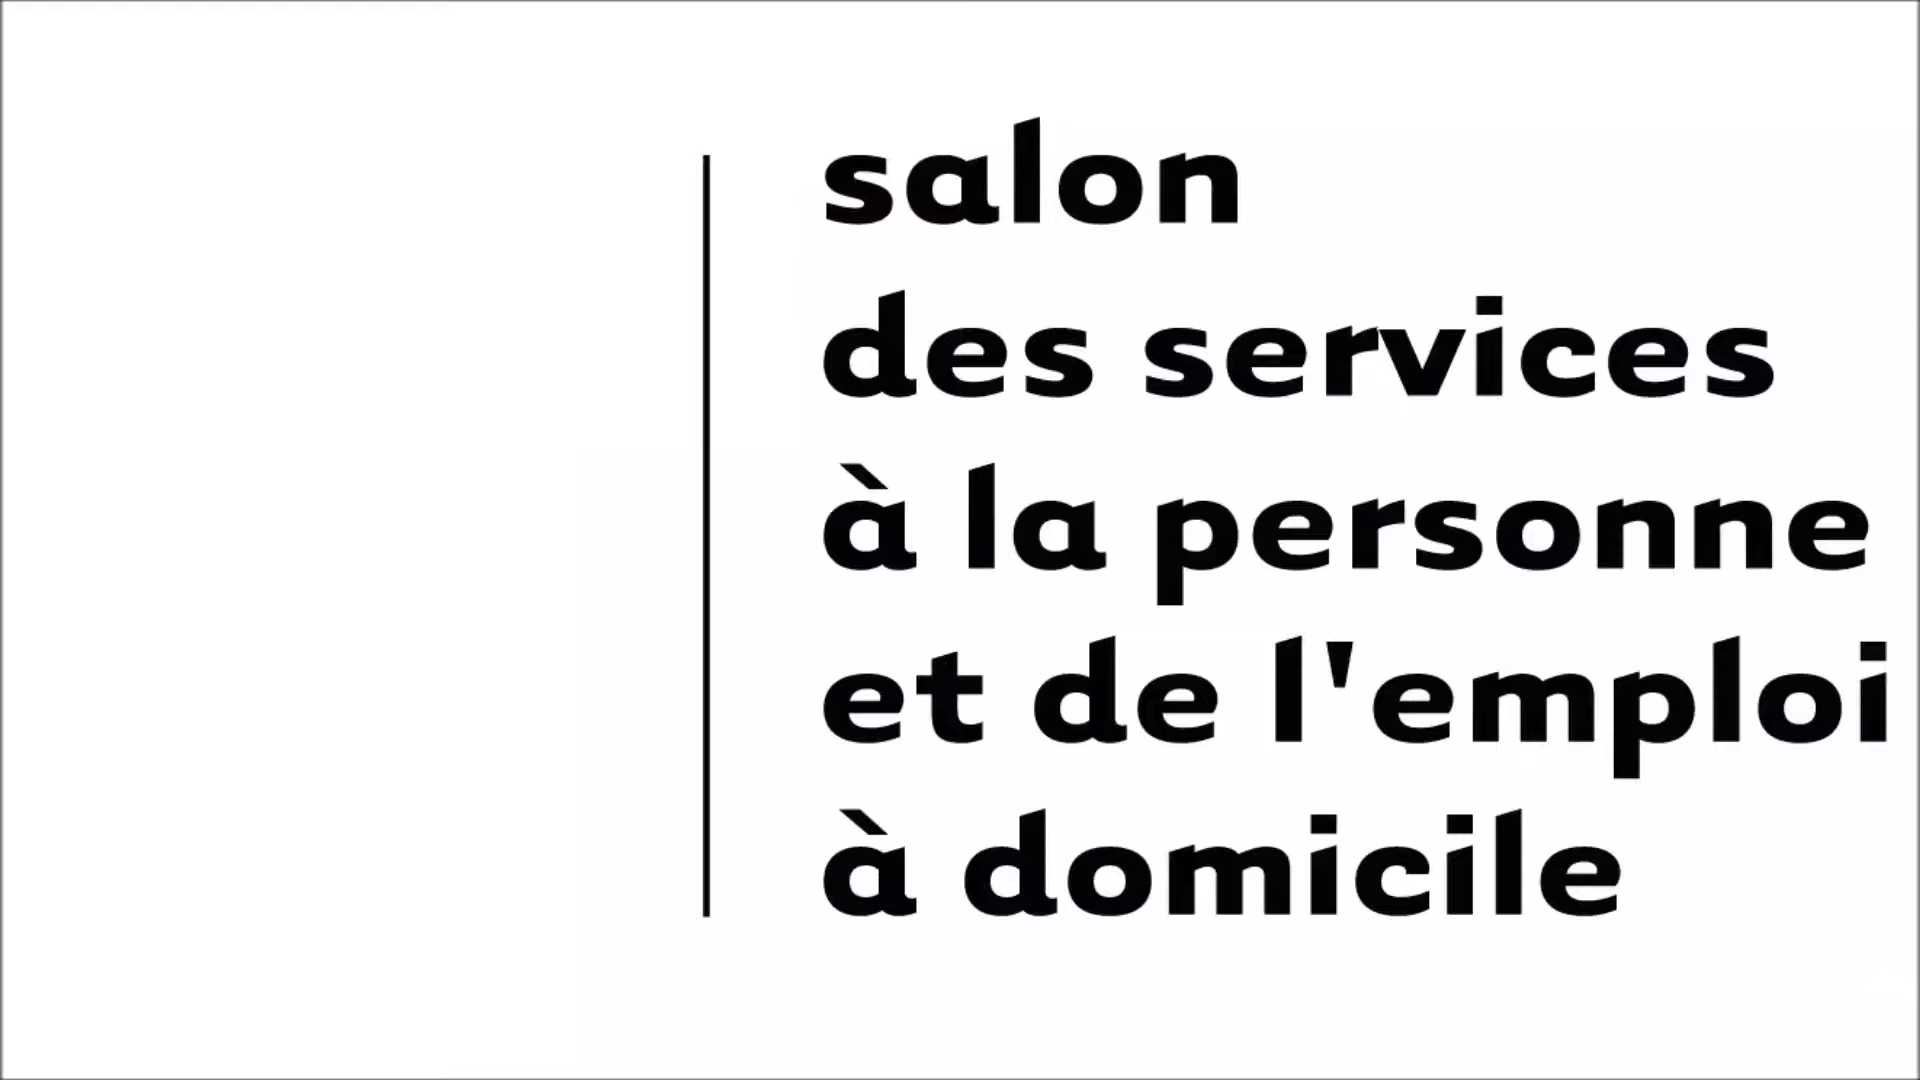 salon
des services
à la personne
et de l'emploi
à domicile